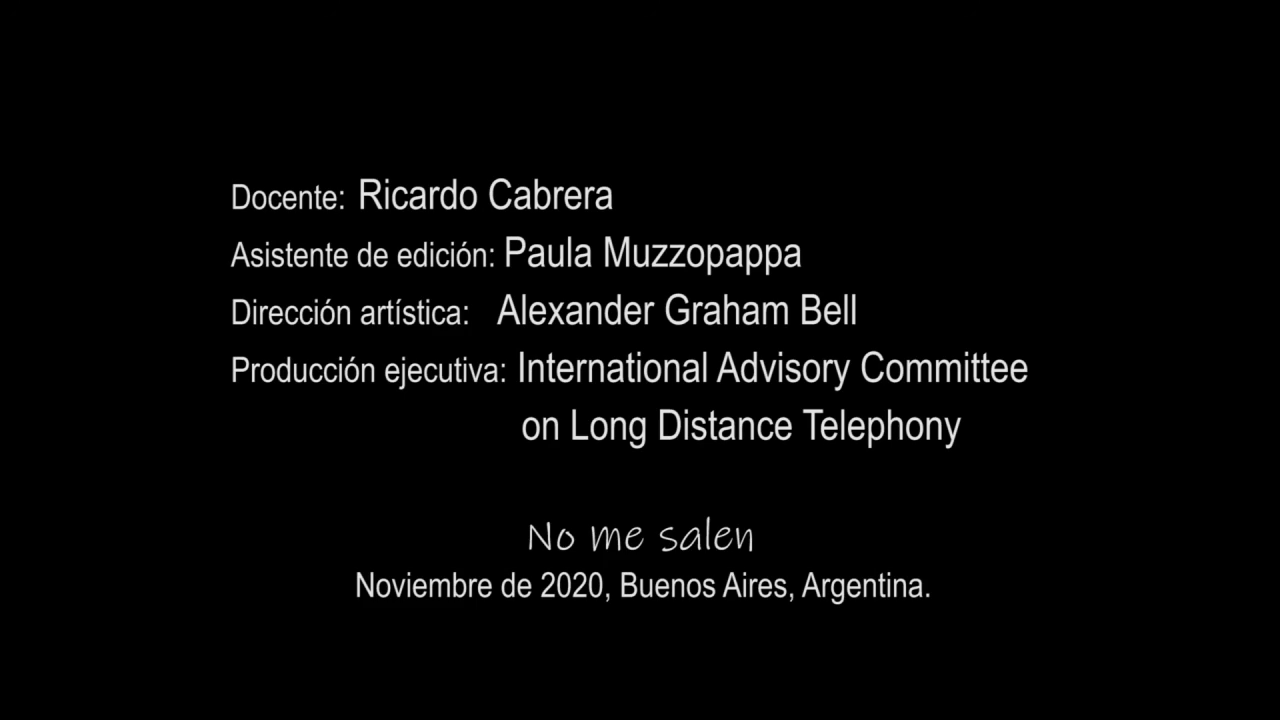 Docente: Ricardo Cabrera
Asistente de edición: Paula Muzzopappa
Dirección artística: Alexander Graham Bell
Producción ejecutiva: International Advisory Committee
on Long Distance Telephony
No me salen
Noviembre de 2020, Buenos Aires, Argentina.